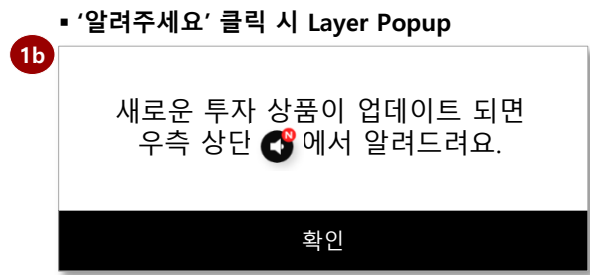 ▪ ‘알려주세요’ 클릭 시 Layer Popup
1b
새로운 투자 상품이 업데이트 되면
우측 상단 N 에서 알려드려요.
확인